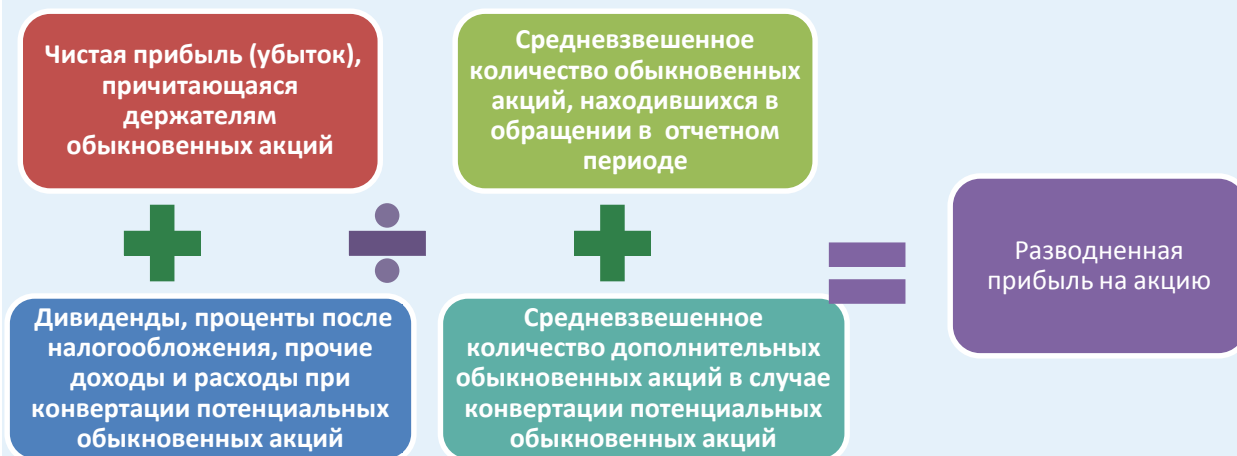 Чистая прибыль (убыток),
причитающаяся
держателям
обыкновенных акций
Средневзвешенное
количество обыкновенных
акций, находившихся в
обращении в отчетном
периоде
Дивиденды, проценты после
налогообложения, прочие
доходы и расходы при
конвертации потенциальных
обыкновенных акций
Средневзвешенное
количество дополнительных
обыкновенных акций в случае
конвертации потенциальных
обыкновенных акций
Разводненная
прибыль на акцию